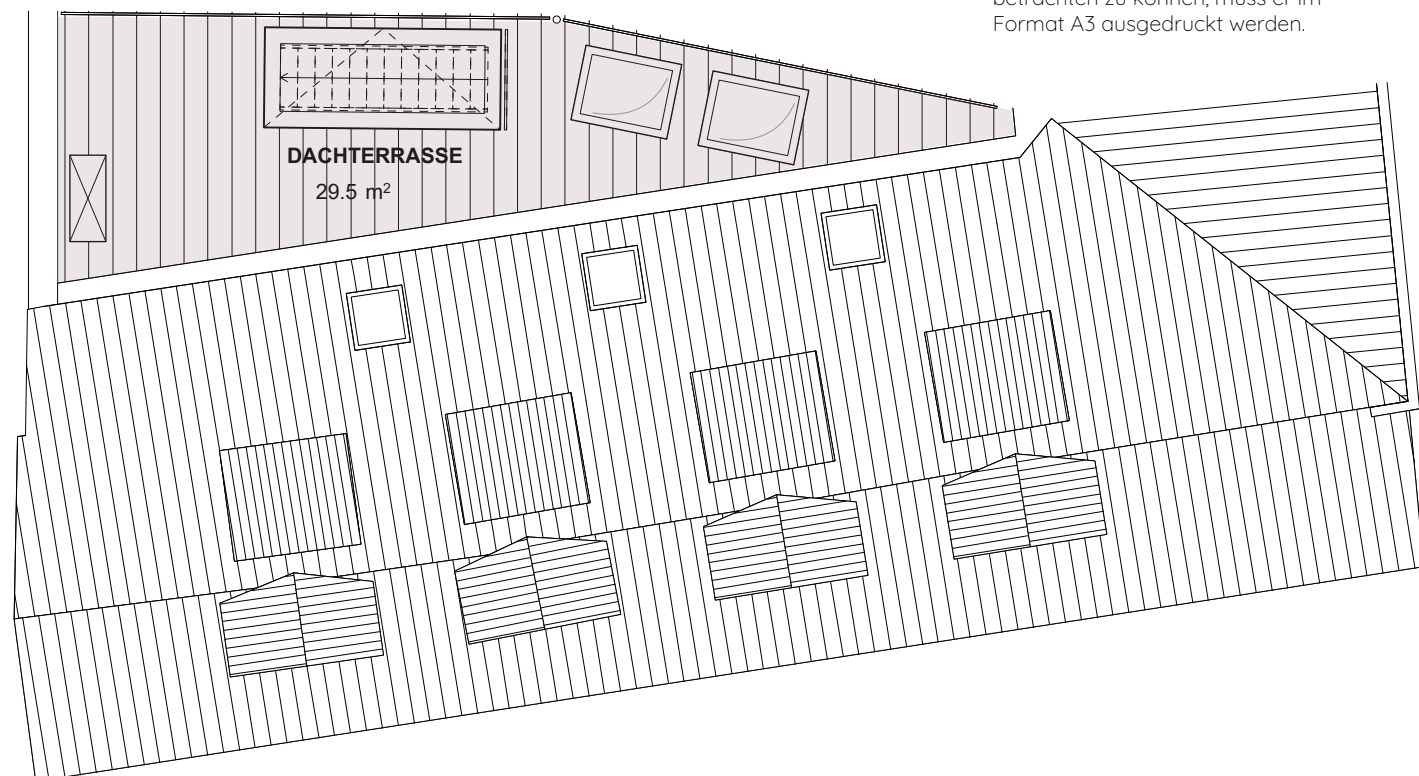 betrachten zu können, muss er im
Format A3 ausgedruckt werden.
DACHTERRASSE
29.5 m²